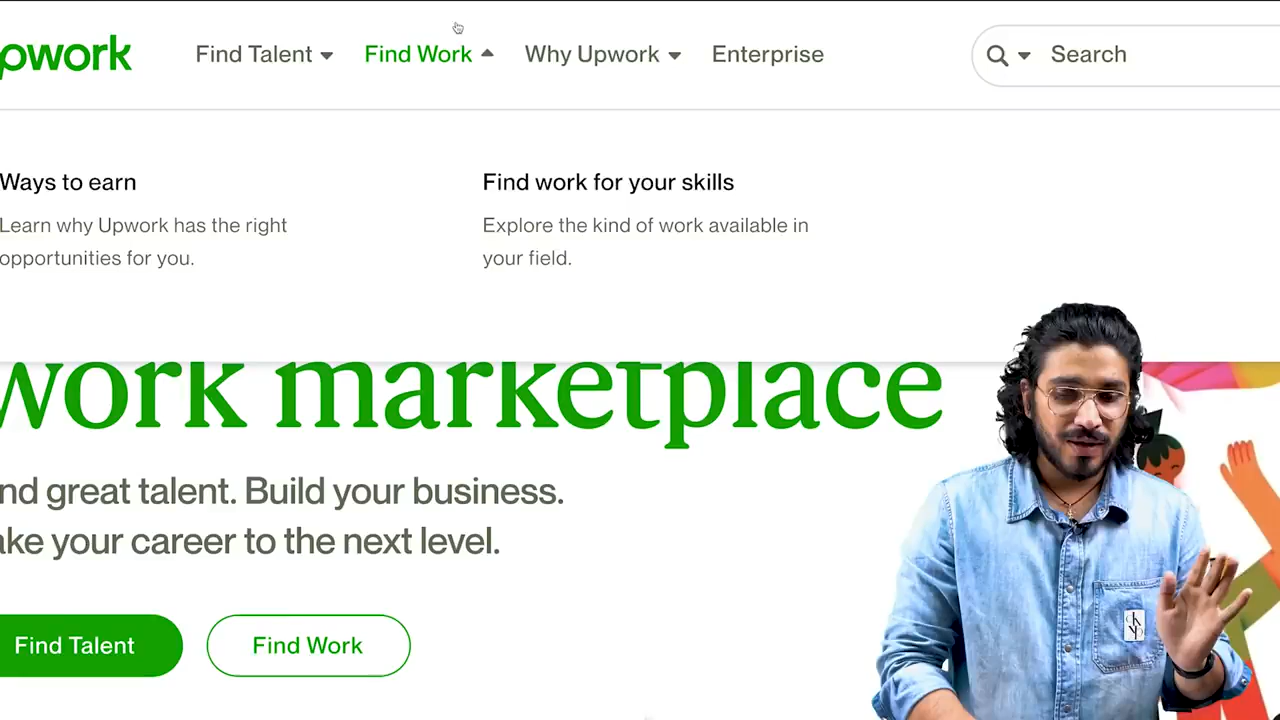 pwork
Find Talent
Find Work
Why Upwork
Enterprise
Search
Ways to earn
Learn why Upwork has the right
opportunities for you.
Find work for your skills
Explore the kind of work available in
your field.
work marketplace
nd great talent. Build your business.
ake your career to the next level.
Find Talent
Find Work